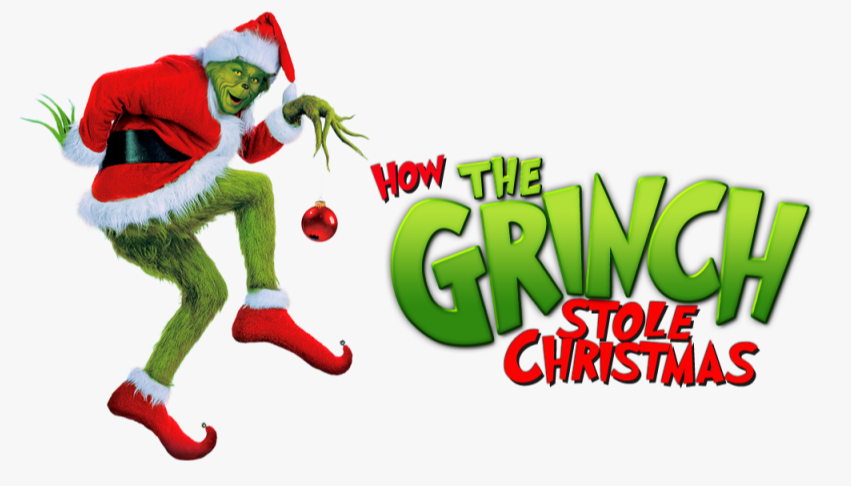 HOW THE
GRINCH
STOLE
CHRISTMAS